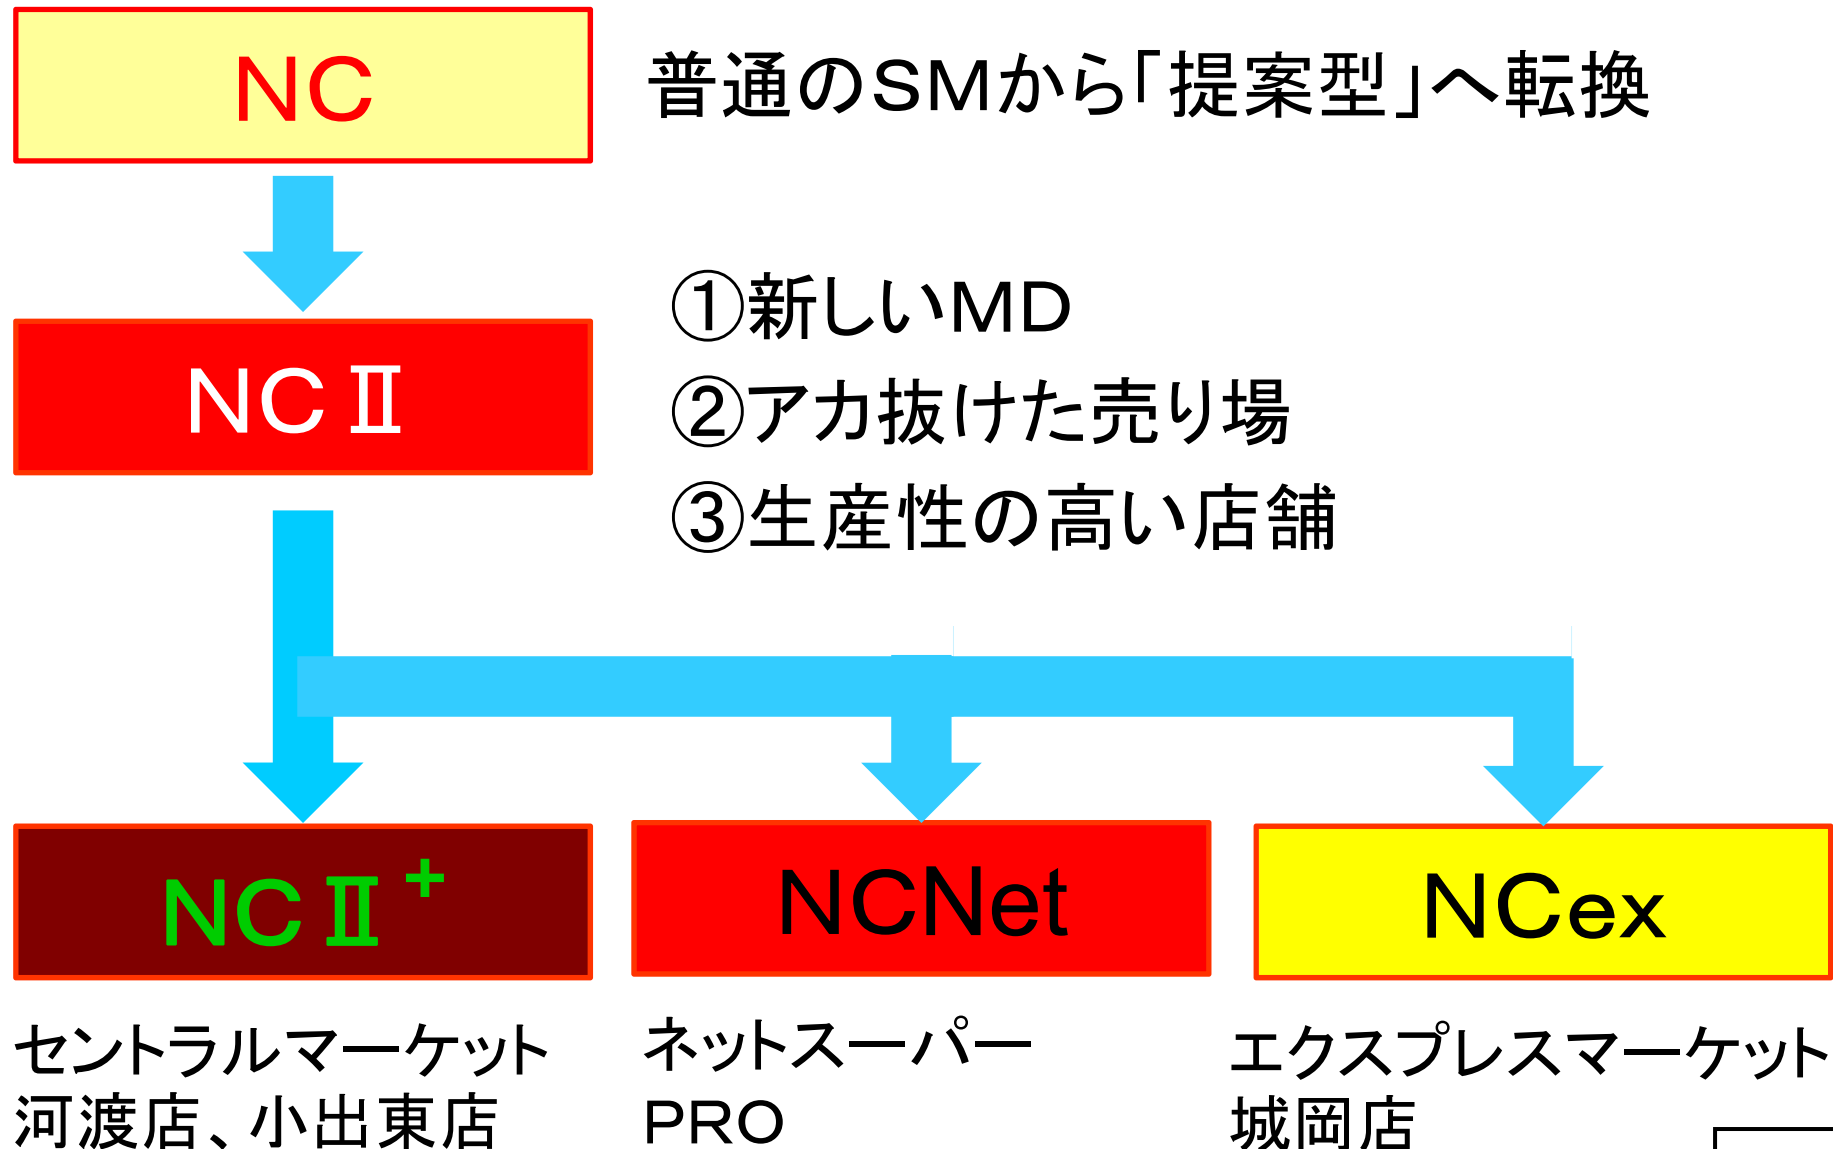 NC
普通のSMから「提案型」へ転換
①新しいMD
NCⅡ
②アカ抜けた売り場
③生産性の高い店舗
NCⅡ⁺
NCNet
NCex
セントラルマーケット
河渡店、小出東店
ネットスーパー
PRO
エクスプレスマーケット
城岡店